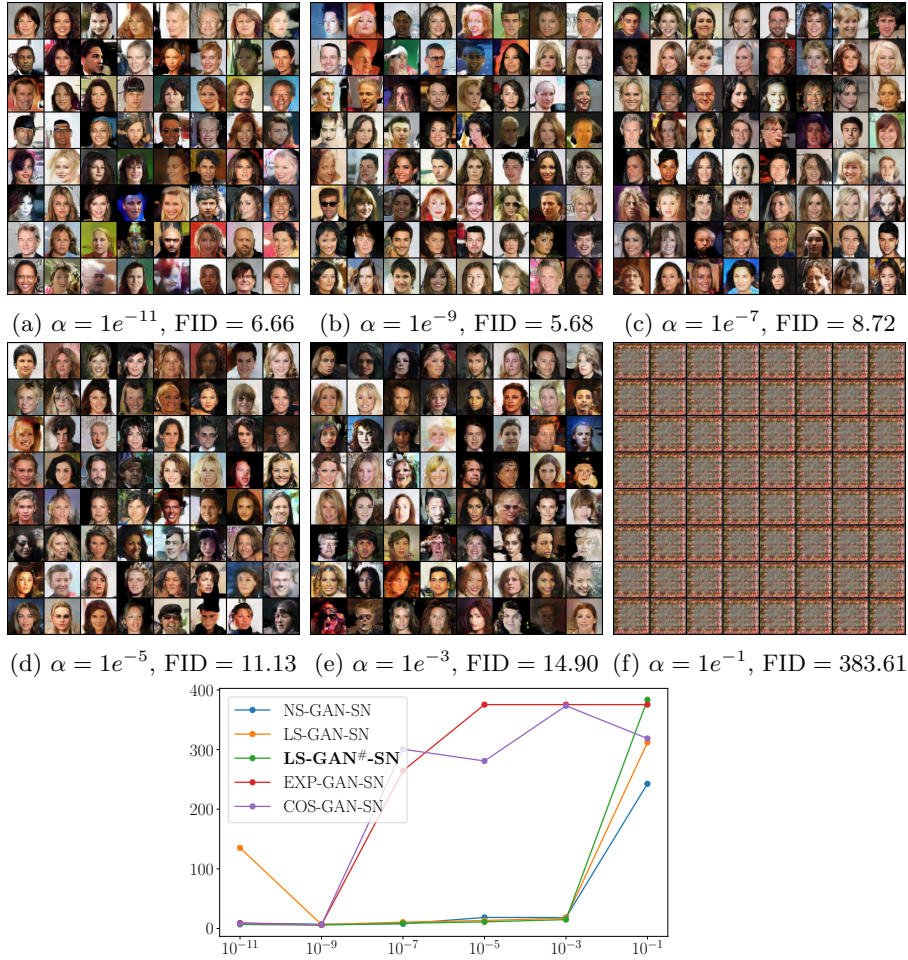 (a) α = 1e⁻¹¹, FID = 6.66 (b) α = 1e⁻⁹, FID = 5.68 (c) α = 1e⁻⁷, FID = 8.72
(d) α = 1e⁻⁵, FID = 11.13 (e) α = 1e⁻³, FID = 14.90 (f) α = 1e⁻¹, FID = 383.61
400
300
200
100
0
NS-GAN-SN
LS-GAN-SN
LS-GAN#-SN
EXP-GAN-SN
COS-GAN-SN
10⁻¹¹ 10⁻⁹ 10⁻⁷ 10⁻⁵ 10⁻³ 10⁻¹